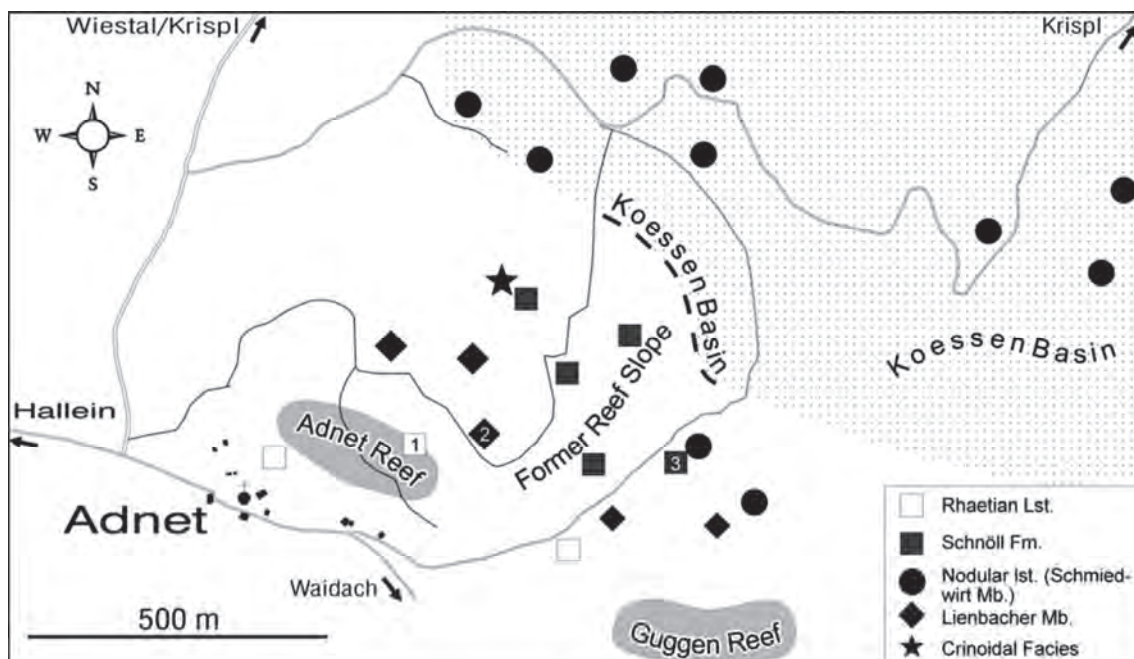 Wiestal/Krispl
Krispl
N
W E
S
Koessen Basin
Koessen Basin
Former Reef Slope
Hallein
Adnet Reef
1
2
3
Adnet
Waidach
500 m
Guggen Reef
Rhaetian Lst.
Schnöll Fm.
Nodular lst. (Schmied-
wirt Mb.)
Lienbacher Mb.
Crinoidal Facies